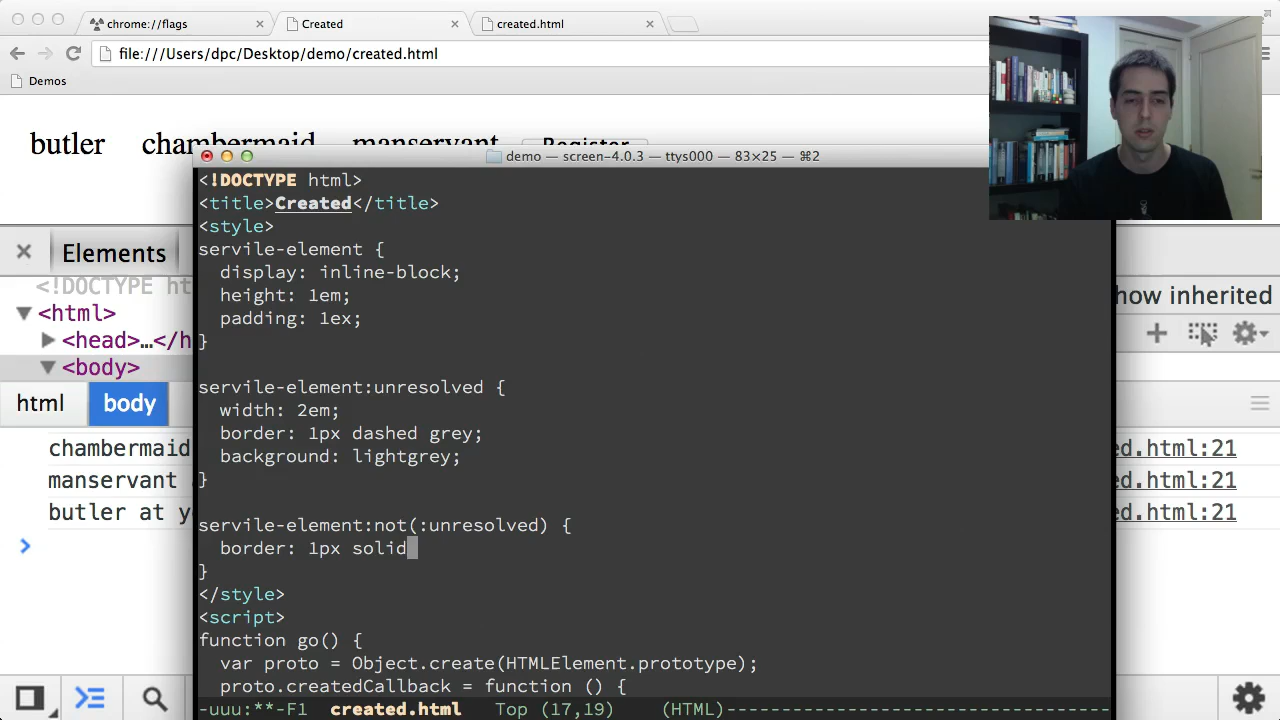 chrome://flags
Created
created.html
file:///Users/dpc/Desktop/demo/created.html
Demos
butler chambermaid manservant Register
demo — screen-4.0.3 — ttys000 — 83×25 — ⌘2
<!DOCTYPE html>
<title>Created</title>
<style>
servile-element {
  display: inline-block;
  height: 1em;
  padding: 1ex;
}

servile-element:unresolved {
  width: 2em;
  border: 1px dashed grey;
  background: lightgrey;
}

servile-element:not(:unresolved) {
  border: 1px solid
}
</style>
<script>
function go() {
  var proto = Object.create(HTMLElement.prototype);
  proto.createdCallback = function () {
-uuu:**-F1  created.html   Top (17,19)    (HTML)-----------------------------------
Elements
<!DOCTYPE ht
<html>
<head>…</h
<body>
html body
chambermaid
manservant a
butler at yo
how inherited
ed.html:21
ed.html:21
ed.html:21